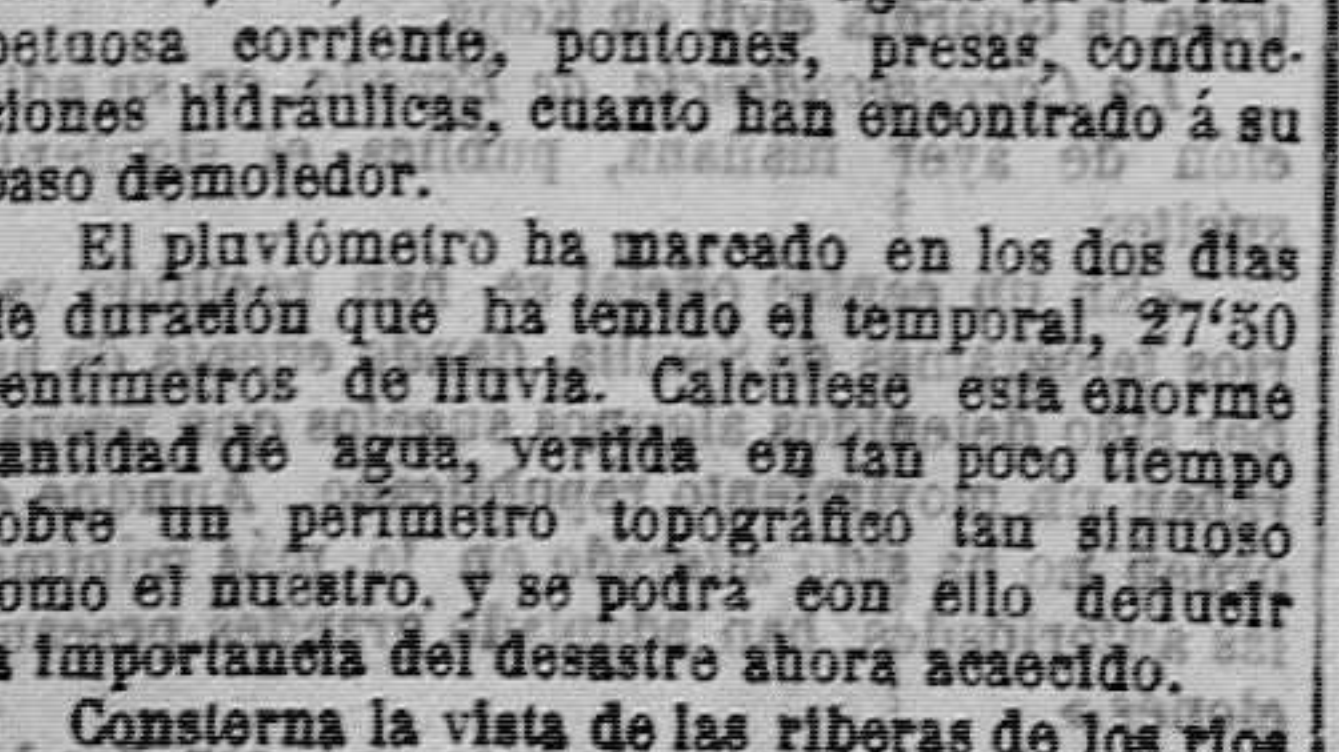 petuosa corriente, pontones, presas, conduc-
ciones hidráulicas, cuanto han encontrado á su
paso demoledor.
El pluviómetro ha marcado en los dos días
de duración que ha tenido el temporal, 27‘50
centímetros de lluvia. Calcúlese esta enorme
cantidad de agua, vertida en tan poco tiempo
sobre un perímetro topográfico tan sinuoso
como el nuestro, y se podrá con ello deducir
la importancia del desastre ahora acaecido.
Consterna la vista de las riberas de los ríos